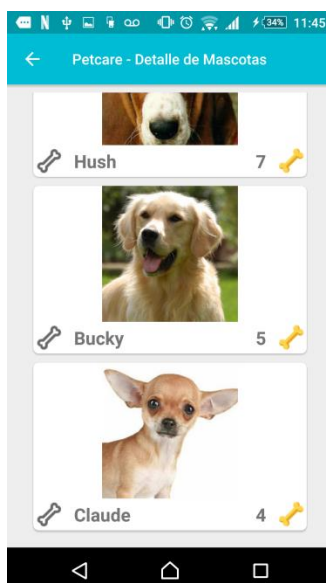 N 34% 11:45
Petcare - Detalle de Mascotas
Hush 7
Bucky 5
Claude 4